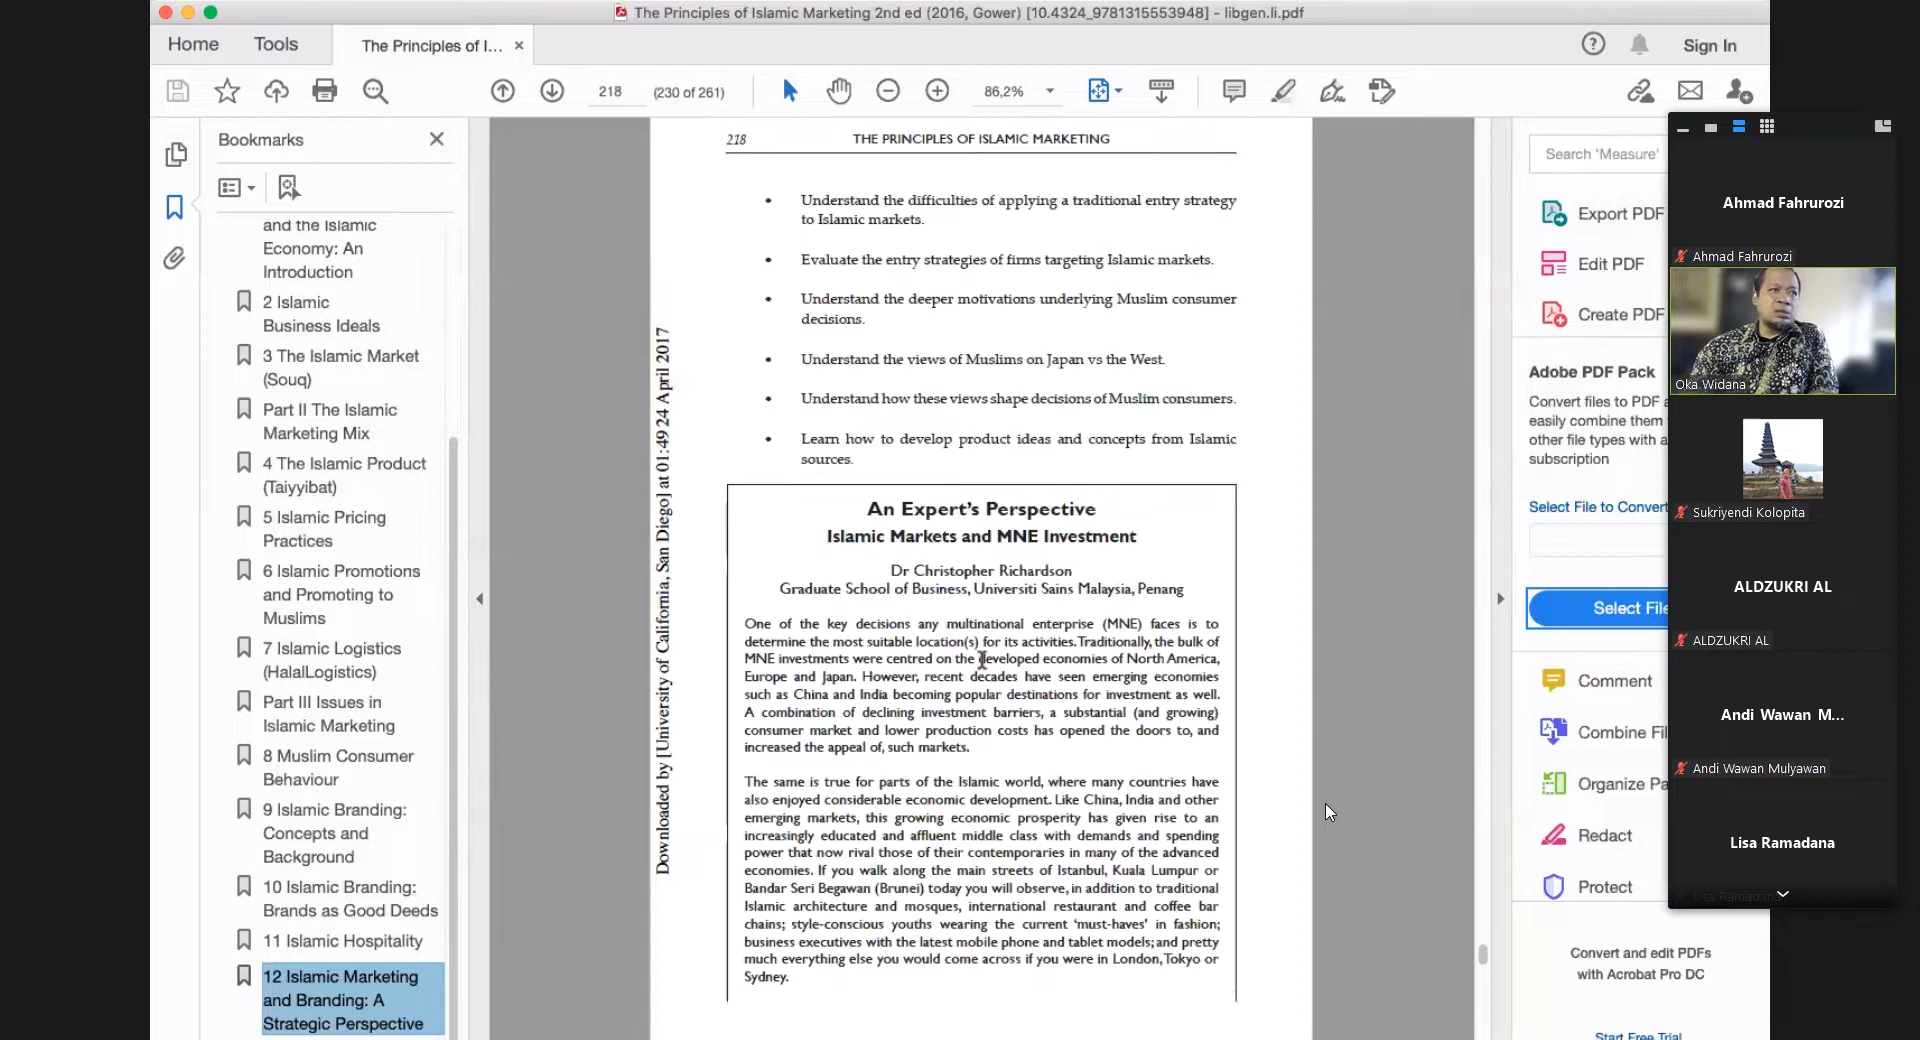 The Principles of Islamic Marketing 2nd ed (2016, Gower) [10.4324_9781315553948] - libgen.li.pdf
Home
Tools
The Principles of I...
Sign In
218
(230 of 261)
86,2%
Bookmarks
and the Islamic
Economy: An
Introduction
2 Islamic
Business Ideals
3 The Islamic Market
(Souq)
Part II The Islamic
Marketing Mix
4 The Islamic Product
(Taiyyibat)
5 Islamic Pricing
Practices
6 Islamic Promotions
and Promoting to
Muslims
7 Islamic Logistics
(HalalLogistics)
Part III Issues in
Islamic Marketing
8 Muslim Consumer
Behaviour
9 Islamic Branding:
Concepts and
Background
10 Islamic Branding:
Brands as Good Deeds
11 Islamic Hospitality
12 Islamic Marketing
and Branding: A
Strategic Perspective
Downloaded by [University of California, San Diego] at 01:49 24 April 2017
218
THE PRINCIPLES OF ISLAMIC MARKETING
• Understand the difficulties of applying a traditional entry strategy
to Islamic markets.
• Evaluate the entry strategies of firms targeting Islamic markets.
• Understand the deeper motivations underlying Muslim consumer
decisions.
• Understand the views of Muslims on Japan vs the West.
• Understand how these views shape decisions of Muslim consumers.
• Learn how to develop product ideas and concepts from Islamic
sources.
An Expert's Perspective
Islamic Markets and MNE Investment
Dr Christopher Richardson
Graduate School of Business, Universiti Sains Malaysia, Penang
One of the key decisions any multinational enterprise (MNE) faces is to
determine the most suitable location(s) for its activities. Traditionally, the bulk of
MNE investments were centred on the developed economies of North America,
Europe and Japan. However, recent decades have seen emerging economies
such as China and India becoming popular destinations for investment as well.
A combination of declining investment barriers, a substantial (and growing)
consumer market and lower production costs has opened the doors to, and
increased the appeal of, such markets.
The same is true for parts of the Islamic world, where many countries have
also enjoyed considerable economic development. Like China, India and other
emerging markets, this growing economic prosperity has given rise to an
increasingly educated and affluent middle class with demands and spending
power that now rival those of their contemporaries in many of the advanced
economies. If you walk along the main streets of Istanbul, Kuala Lumpur or
Bandar Seri Begawan (Brunei) today you will observe, in addition to traditional
Islamic architecture and mosques, international restaurant and coffee bar
chains; style-conscious youths wearing the current 'must-haves' in fashion;
business executives with the latest mobile phone and tablet models; and pretty
much everything else you would come across if you were in London, Tokyo or
Sydney.
Search 'Measure'
Export PDF
Edit PDF
Create PDF
Adobe PDF Pack
Convert files to PDF
easily combine them
other file types with a
subscription
Select File to Convert
Select File
Comment
Combine Fil
Organize Pa
Redact
Protect
Convert and edit PDFs
with Acrobat Pro DC
Start Free Trial
Ahmad Fahrurozi
Ahmad Fahrurozi
Oka Widana
Sukriyendi Kolopita
ALDZUKRI AL
ALDZUKRI AL
Andi Wawan M...
Andi Wawan Mulyawan
Lisa Ramadana
Lisa Ramadana